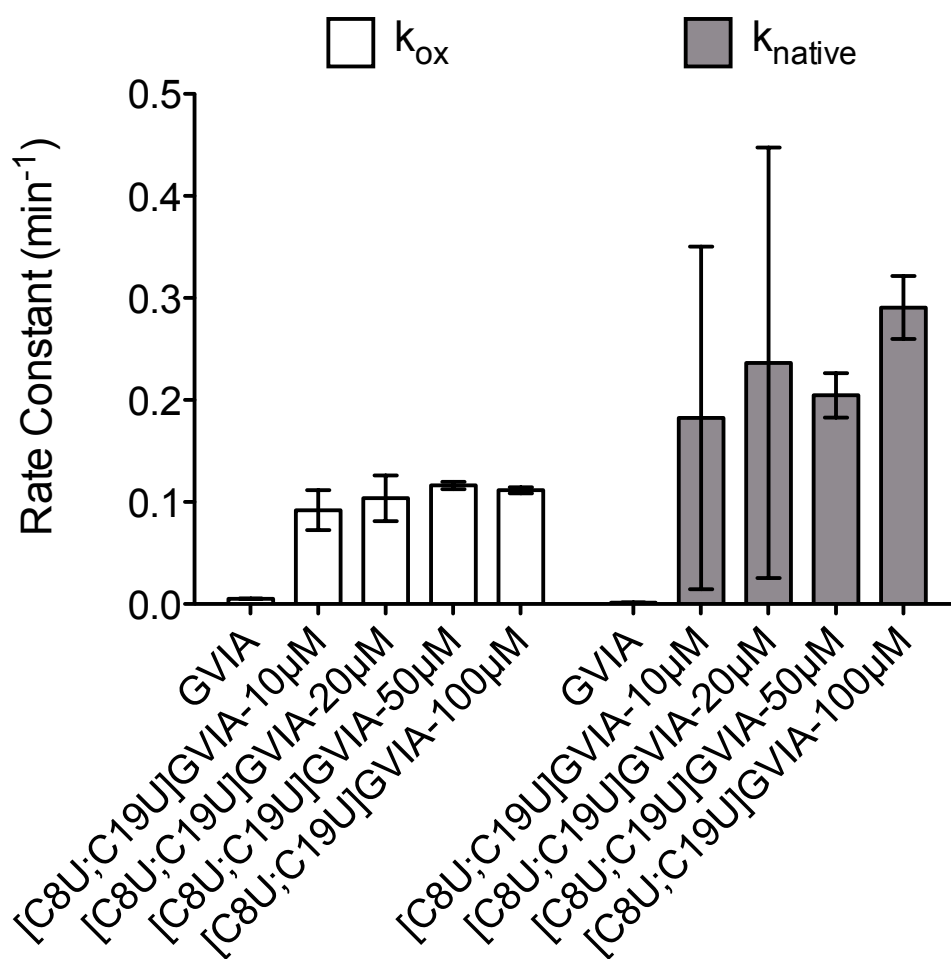 kox knative
Rate Constant (min-1)
0.5
0.4
0.3
0.2
0.1
0.0
GVIA
[C8U;C19U]GVIA-10µM
[C8U;C19U]GVIA-20µM
[C8U;C19U]GVIA-50µM
[C8U;C19U]GVIA-100µM
GVIA
[C8U;C19U]GVIA-10µM
[C8U;C19U]GVIA-20µM
[C8U;C19U]GVIA-50µM
[C8U;C19U]GVIA-100µM